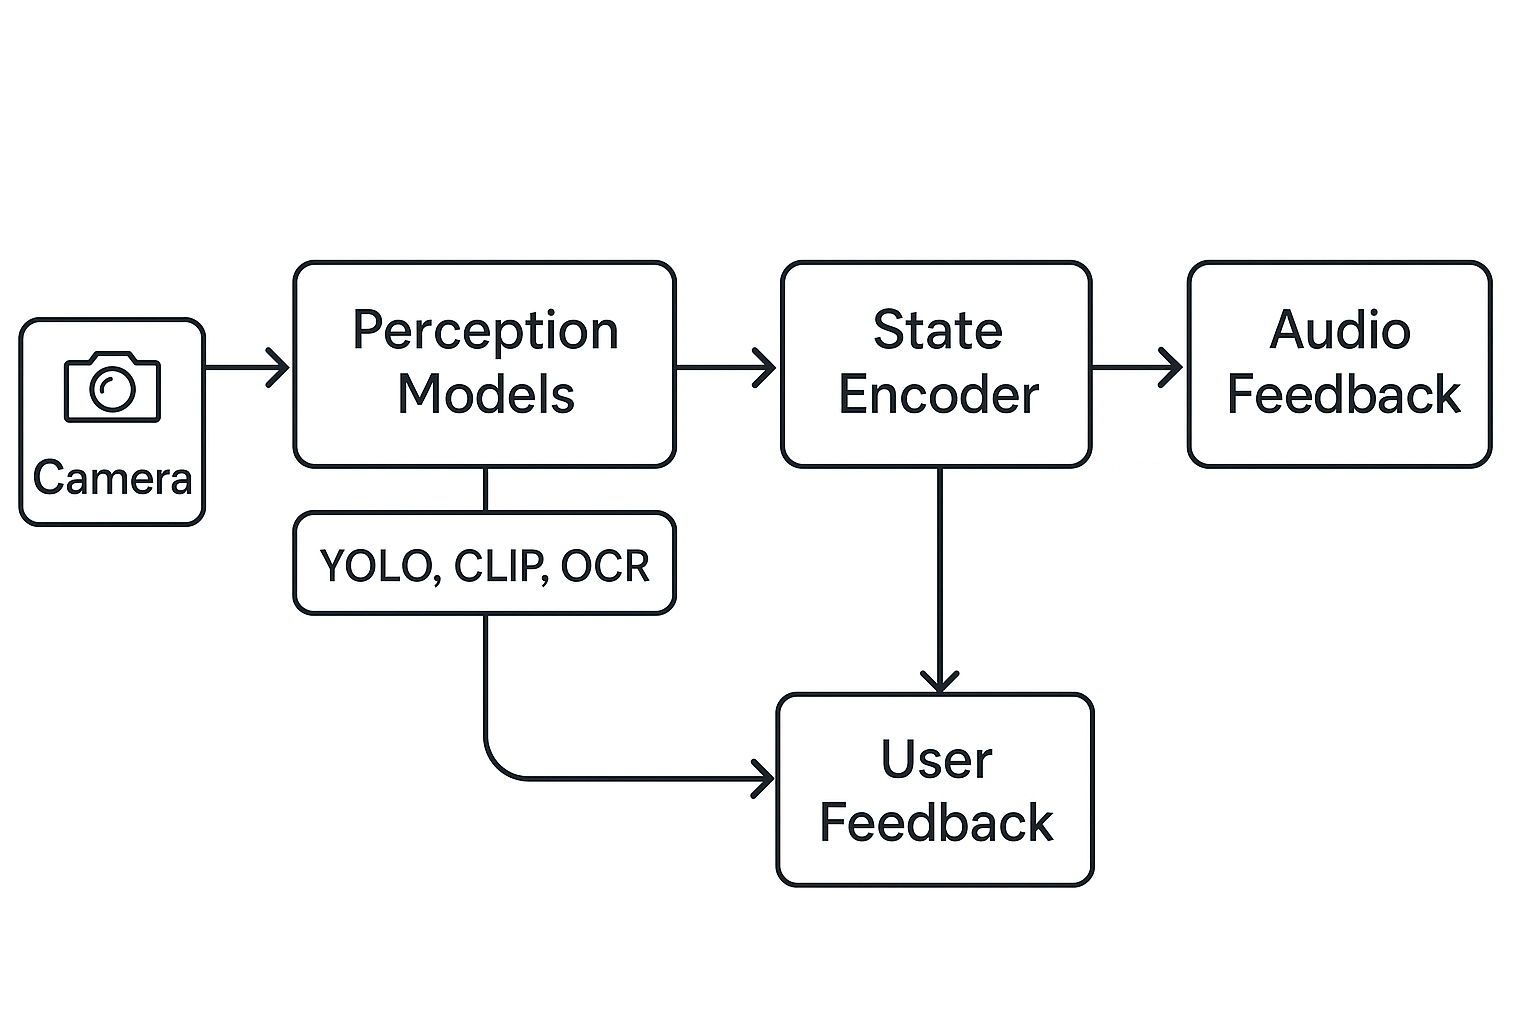 Camera
Perception
Models
YOLO, CLIP, OCR
State
Encoder
Audio
Feedback
User
Feedback